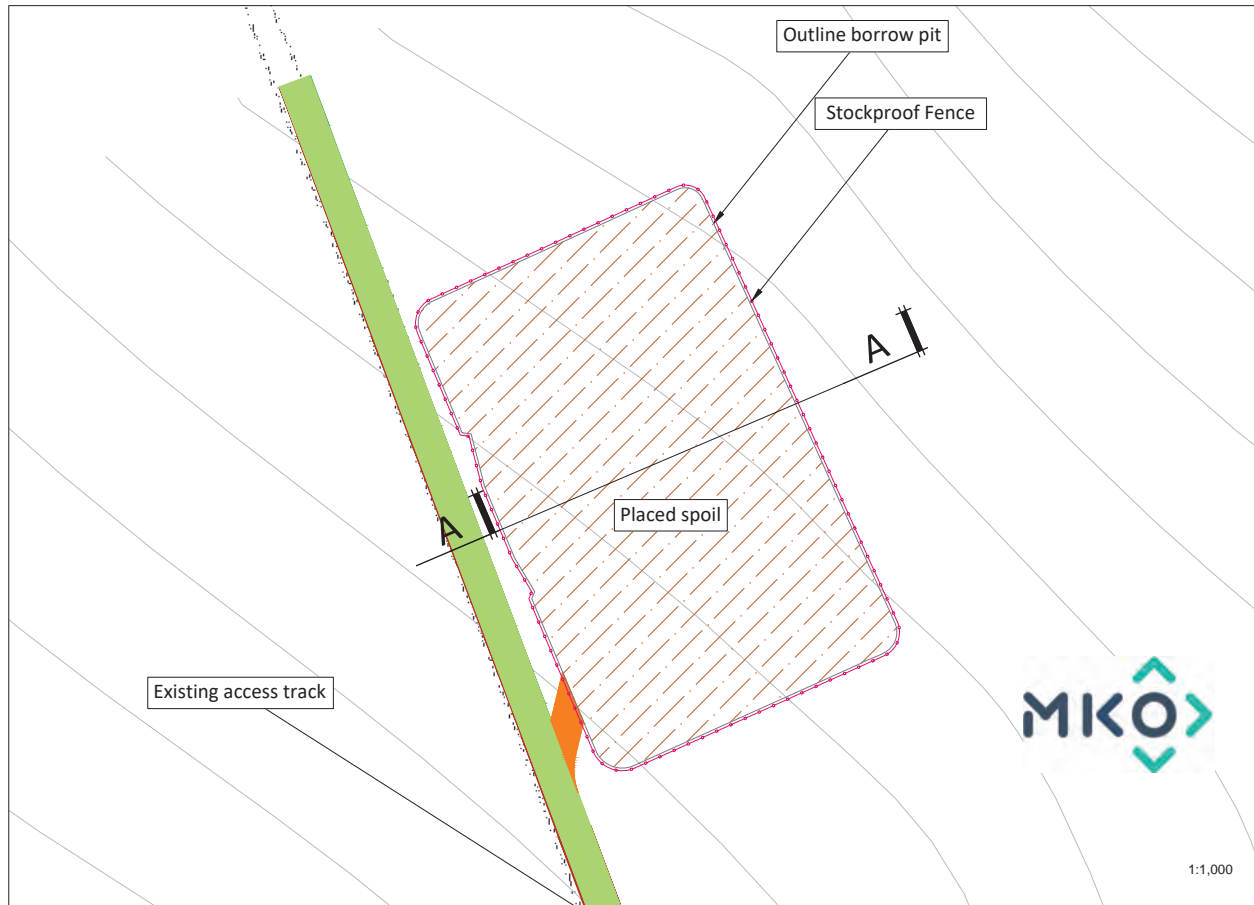 Outline borrow pit
Stockproof Fence
A
Placed spoil
A
Existing access track
MKO
1:1,000